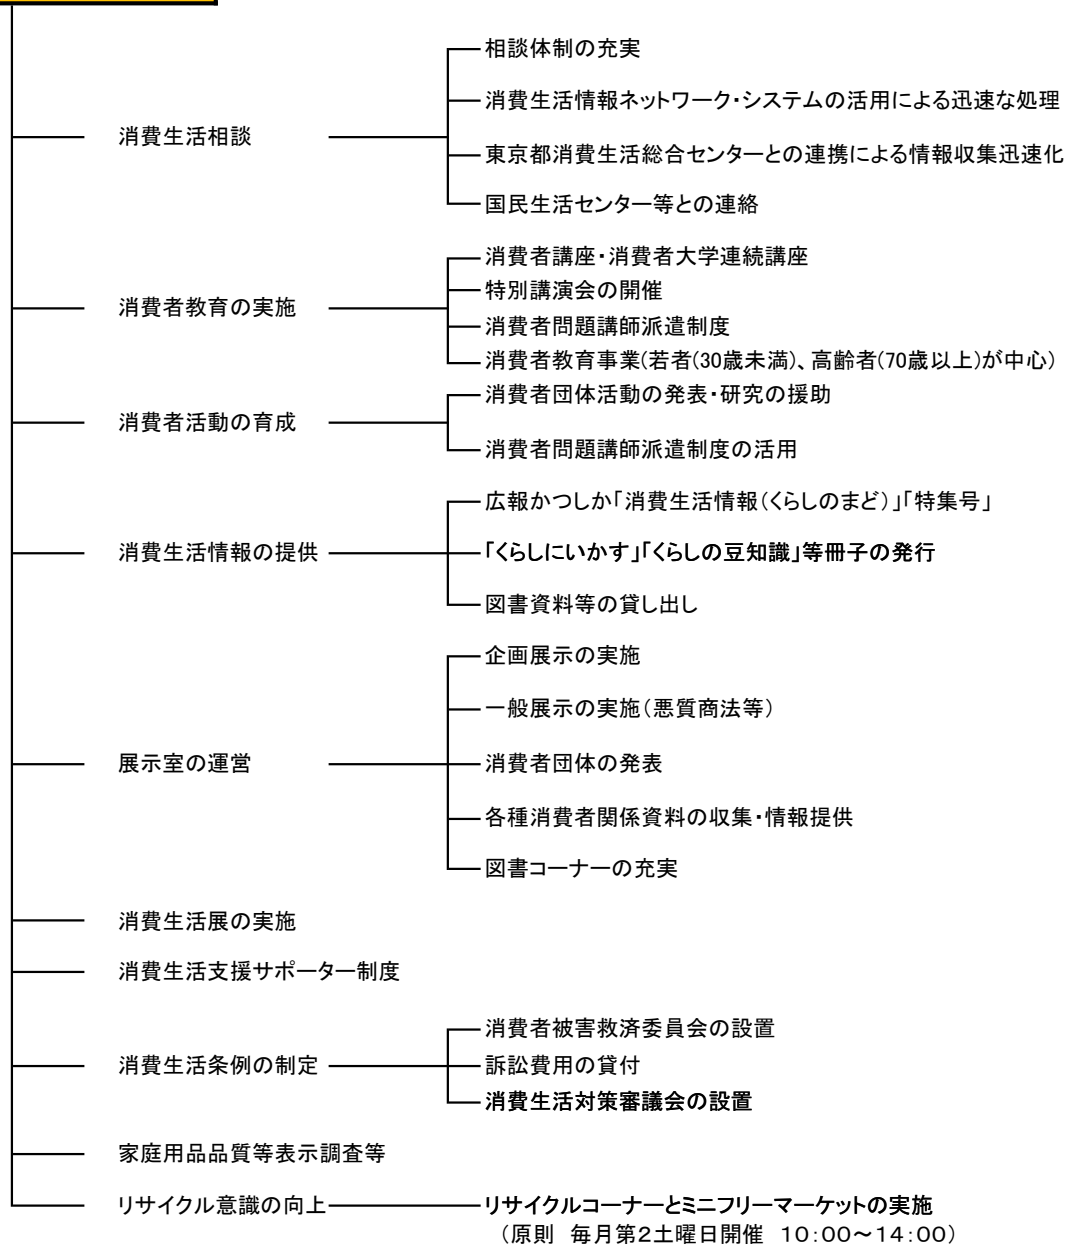 相談体制の充実
消費生活情報ネットワーク・システムの活用による迅速な処理
消費生活相談
東京都消費生活総合センターとの連携による情報収集迅速化
国民生活センター等との連絡
消費者講座・消費者大学連続講座
特別講演会の開催
消費者教育の実施
消費者問題講師派遣制度
消費者教育事業(若者(30歳未満)、高齢者(70歳以上)が中心)
消費者団体活動の発表・研究の援助
消費者活動の育成
消費者問題講師派遣制度の活用
広報かつしか「消費生活情報(くらしのまど)」「特集号」
消費生活情報の提供
「くらしにいかす」「くらしの豆知識」等冊子の発行
図書資料等の貸し出し
企画展示の実施
一般展示の実施(悪質商法等)
展示室の運営
消費者団体の発表
各種消費者関係資料の収集・情報提供
図書コーナーの充実
消費生活展の実施
消費生活支援サポーター制度
消費者被害救済委員会の設置
消費生活条例の制定
訴訟費用の貸付
消費生活対策審議会の設置
家庭用品品質等表示調査等
リサイクル意識の向上
リサイクルコーナーとミニフリーマーケットの実施
(原則 毎月第2土曜日開催 10:00~14:00)